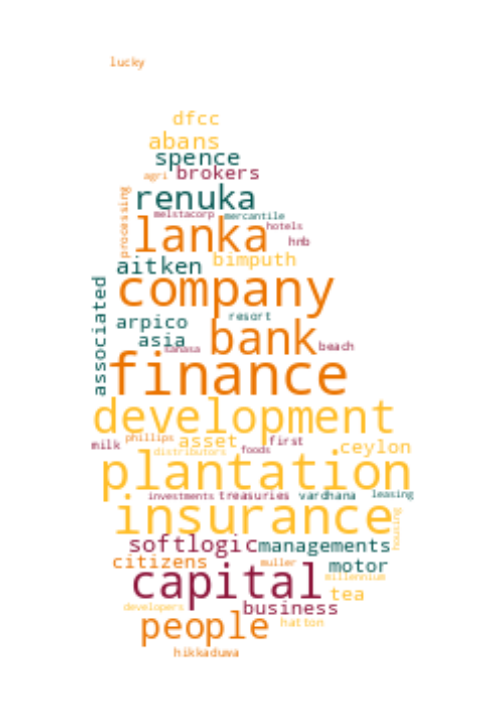 lucky
dfcc
abans
spence
agri brokers
processing
renuka
melstacorp mercantile
lanka hotels
hnb
aitken bimputh
company
associated
arpico resort
asia bank
sanasa beach
finance
development
milk phillips asset first ceylon
distributors foods
plantation
investments treasuries vardhana leasing
insurance housing
softlogic managements
citizens muller motor
capital millennium
tea
developers business
people hatton
hikkaduwa